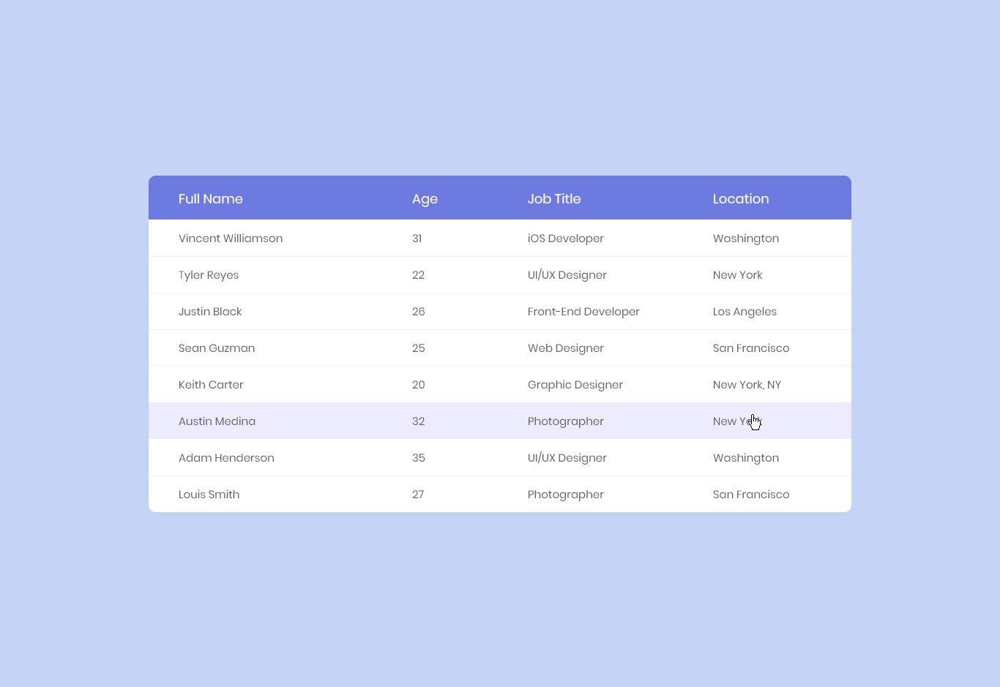 Full Name Age Job Title Location
Vincent Williamson 31 iOS Developer Washington
Tyler Reyes 22 UI/UX Designer New York
Justin Black 26 Front-End Developer Los Angeles
Sean Guzman 25 Web Designer San Francisco
Keith Carter 20 Graphic Designer New York, NY
Austin Medina 32 Photographer New York
Adam Henderson 35 UI/UX Designer Washington
Louis Smith 27 Photographer San Francisco